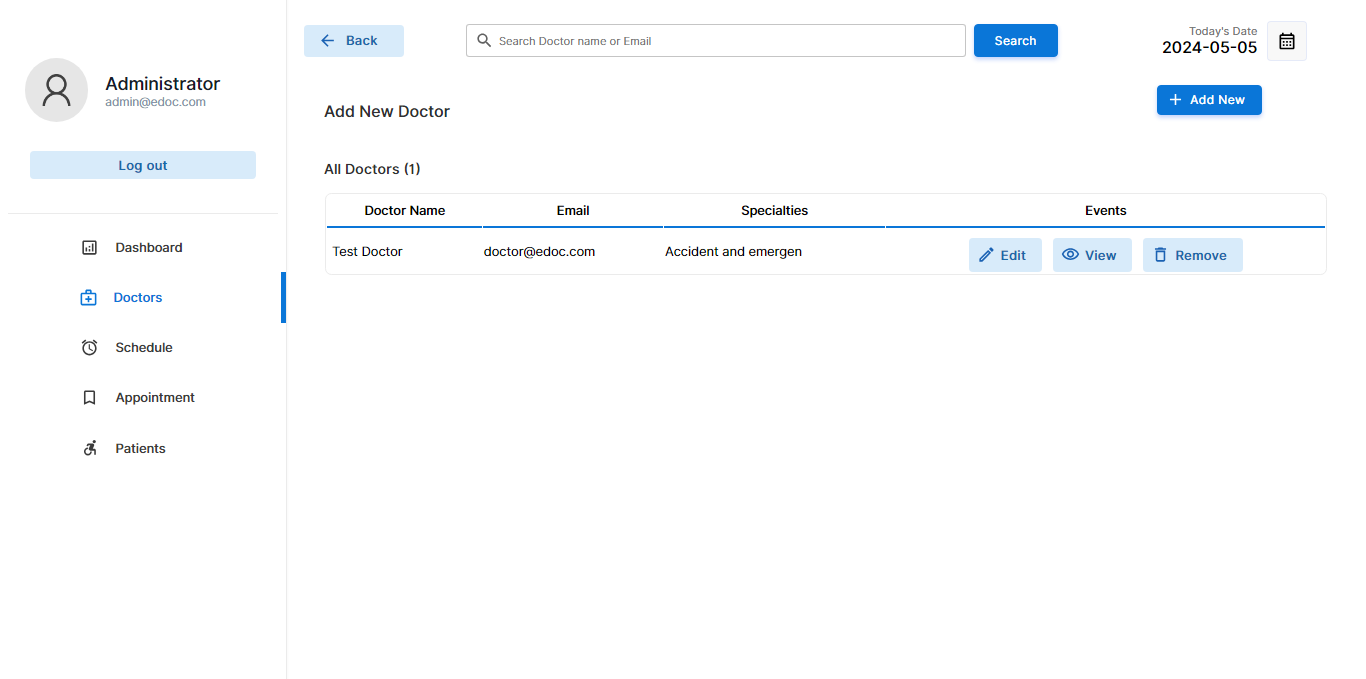 Administrator
admin@edoc.com
Log out
Dashboard
Doctors
Schedule
Appointment
Patients
Back
Search Doctor name or Email
Search
Today's Date
2024-05-05
Add New Doctor
Add New
All Doctors (1)
Doctor Name Email Specialties Events
Test Doctor doctor@edoc.com Accident and emergen Edit View Remove